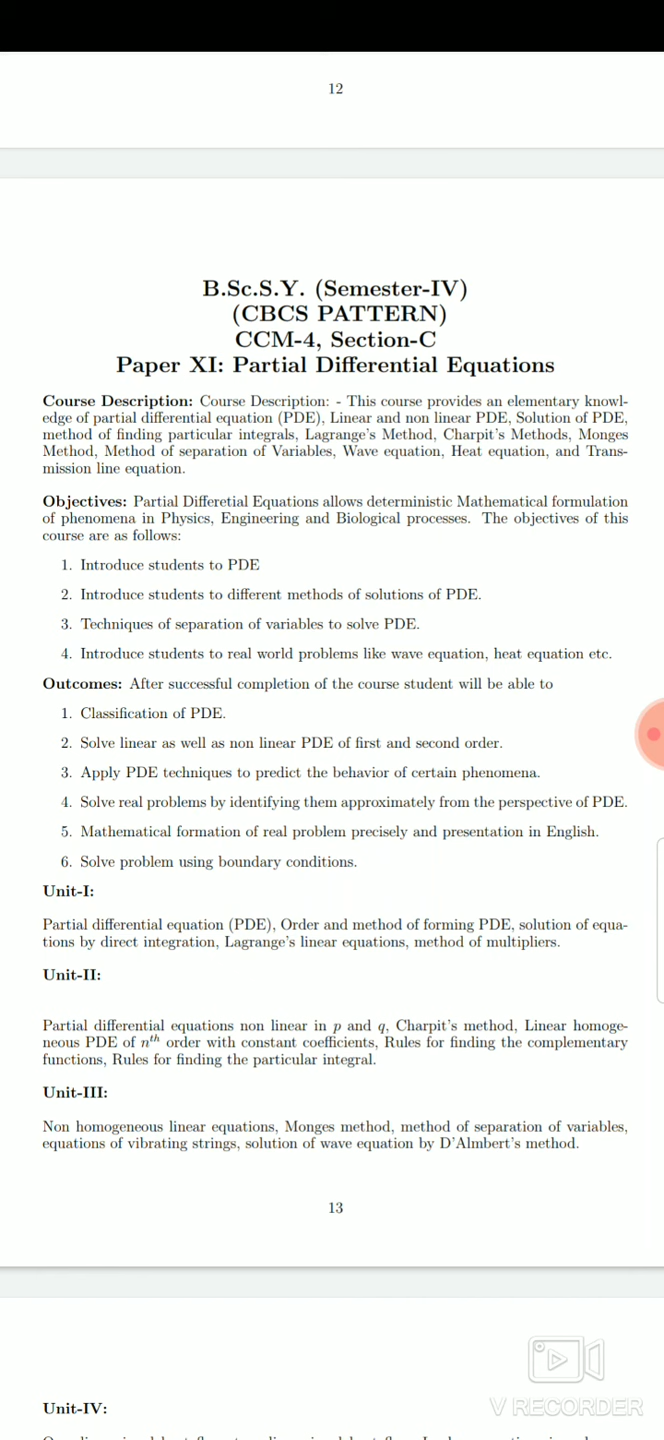 12
B.Sc.S.Y. (Semester-IV)
(CBCS PATTERN)
CCM-4, Section-C
Paper XI: Partial Differential Equations
Course Description: Course Description: - This course provides an elementary knowl-
edge of partial differential equation (PDE), Linear and non linear PDE, Solution of PDE,
method of finding particular integrals, Lagrange's Method, Charpit's Methods, Monges
Method, Method of separation of Variables, Wave equation, Heat equation, and Trans-
mission line equation.
Objectives: Partial Differetial Equations allows deterministic Mathematical formulation
of phenomena in Physics, Engineering and Biological processes. The objectives of this
course are as follows:
1. Introduce students to PDE
2. Introduce students to different methods of solutions of PDE.
3. Techniques of separation of variables to solve PDE.
4. Introduce students to real world problems like wave equation, heat equation etc.
Outcomes: After successful completion of the course student will be able to
1. Classification of PDE.
2. Solve linear as well as non linear PDE of first and second order.
3. Apply PDE techniques to predict the behavior of certain phenomena.
4. Solve real problems by identifying them approximately from the perspective of PDE.
5. Mathematical formation of real problem precisely and presentation in English.
6. Solve problem using boundary conditions.
Unit-I:
Partial differential equation (PDE), Order and method of forming PDE, solution of equa-
tions by direct integration, Lagrange's linear equations, method of multipliers.
Unit-II:
Partial differential equations non linear in p and q, Charpit's method, Linear homoge-
neous PDE of nth order with constant coefficients, Rules for finding the complementary
functions, Rules for finding the particular integral.
Unit-III:
Non homogeneous linear equations, Monges method, method of separation of variables,
equations of vibrating strings, solution of wave equation by D'Almbert's method.
13
V RECORDER
Unit-IV: